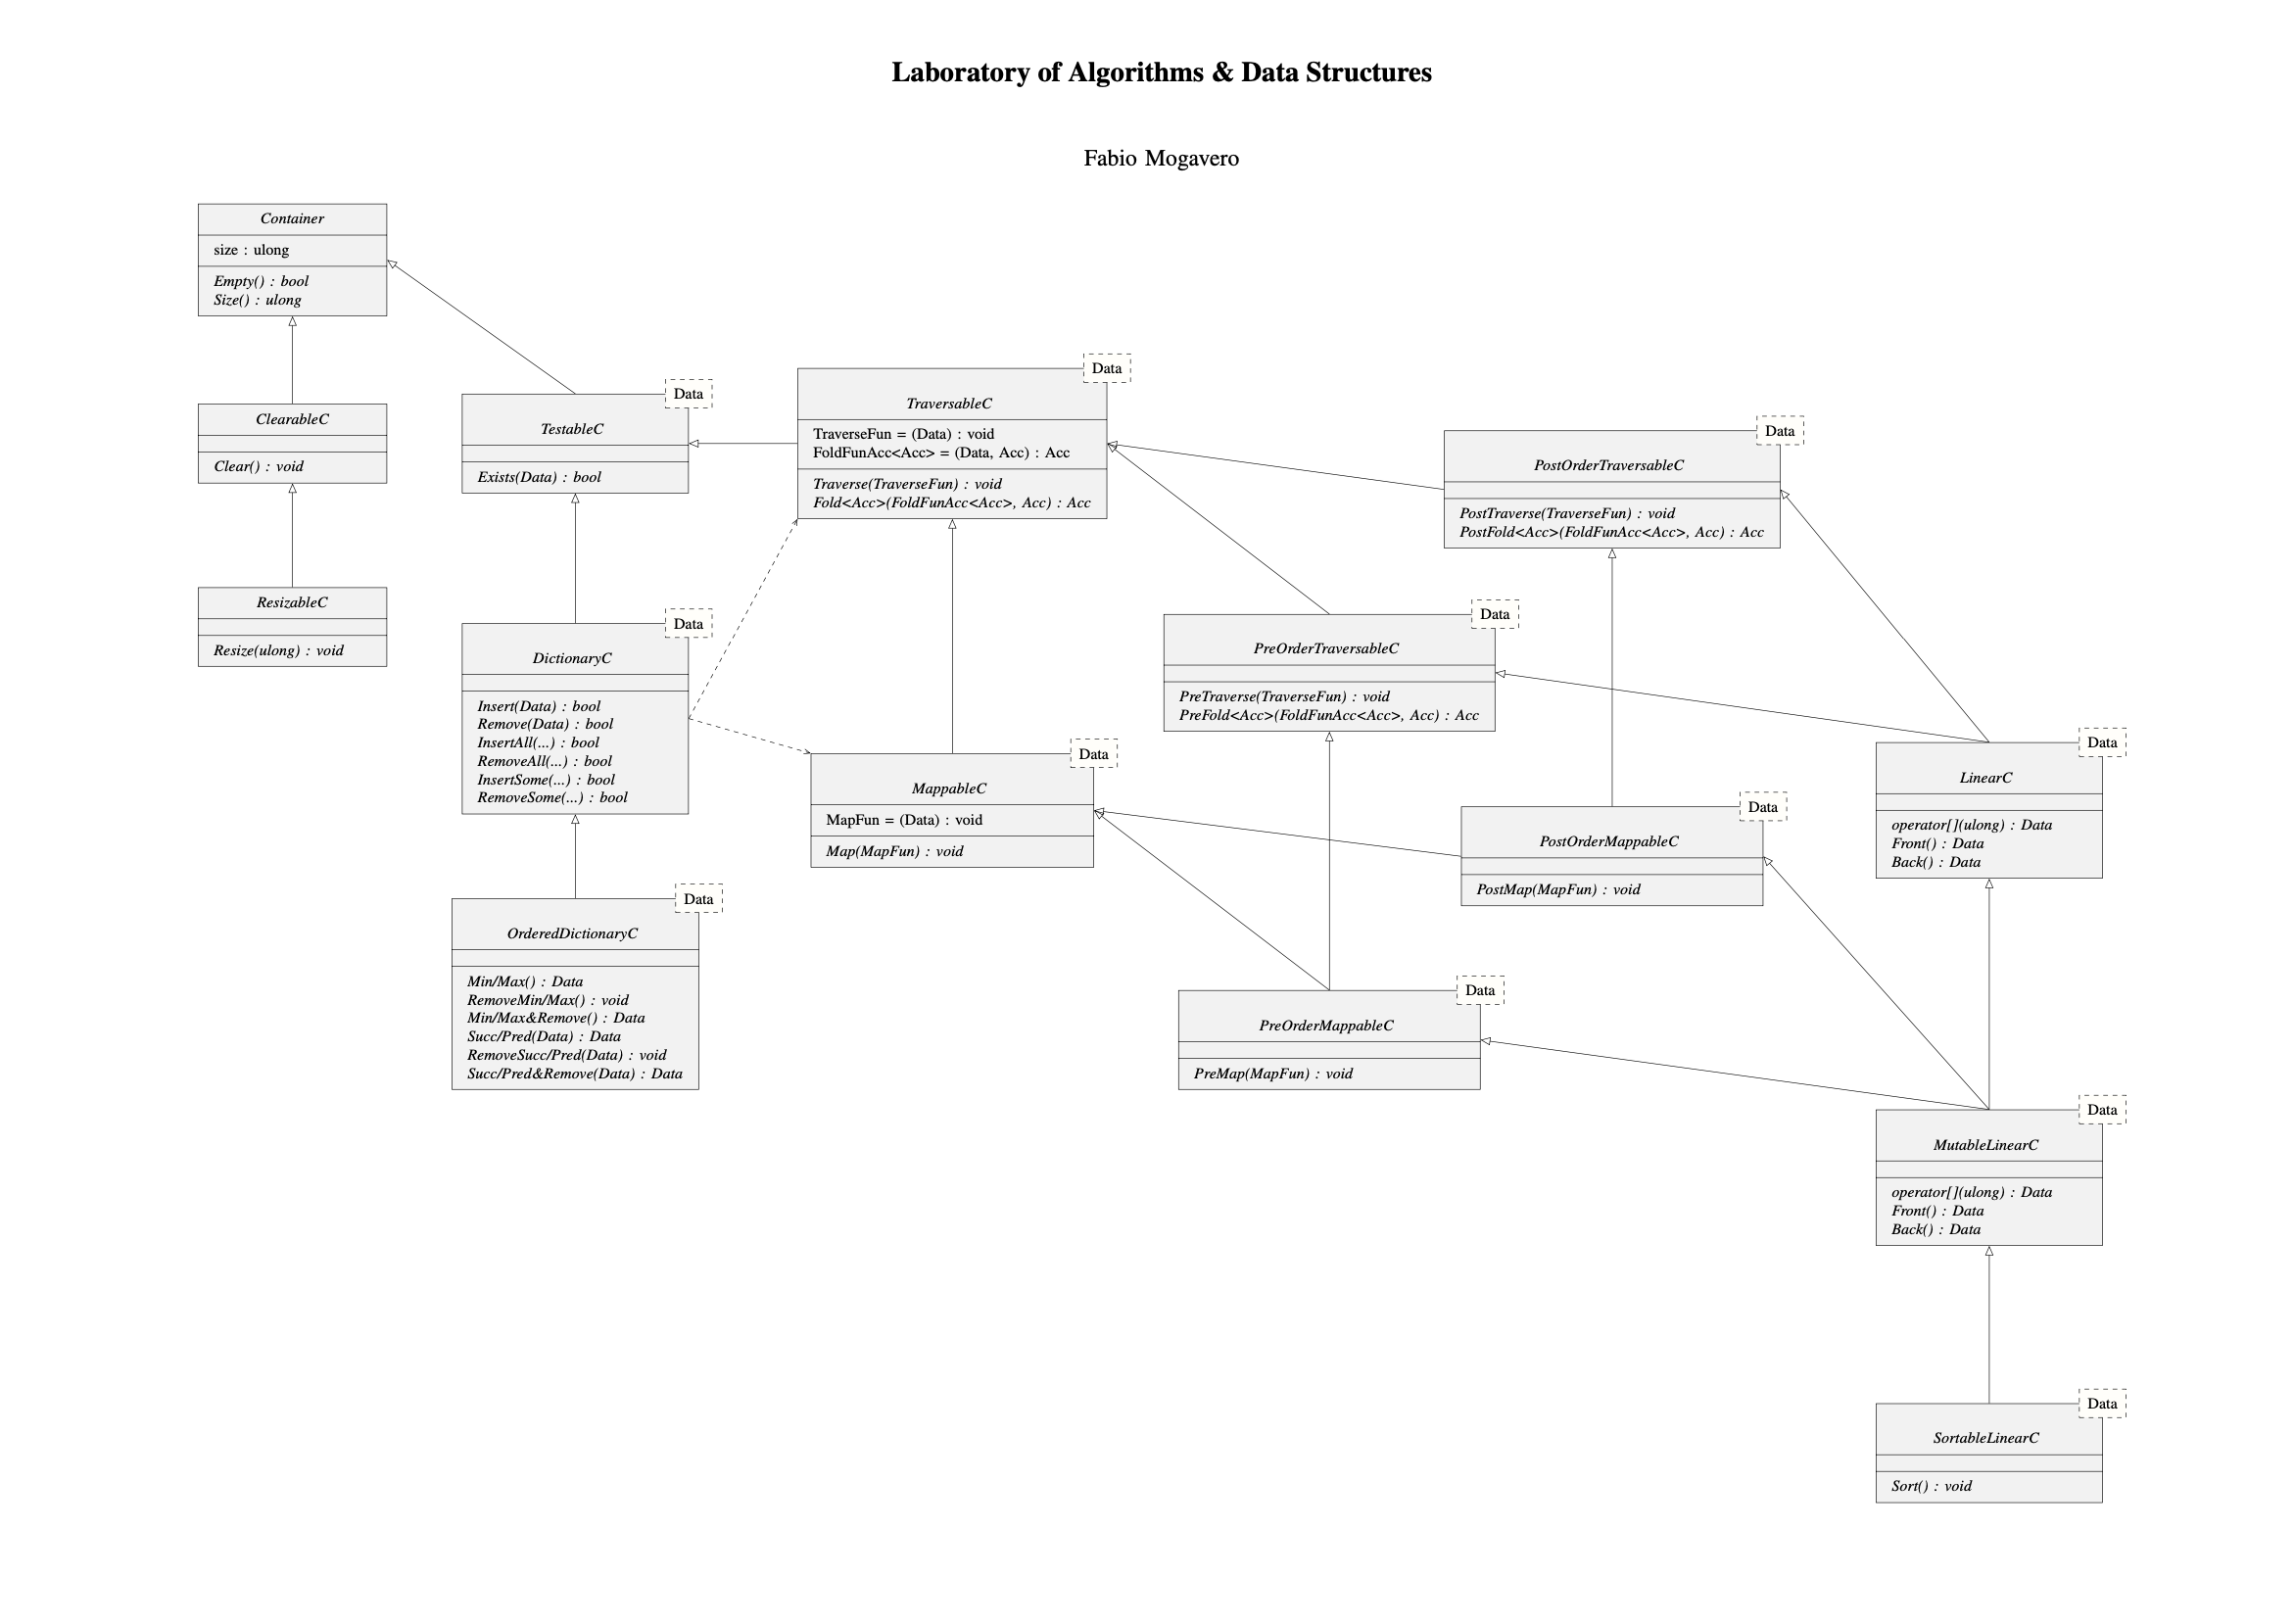 Laboratory of Algorithms & Data Structures
Fabio Mogavero
Container
size : ulong
Empty() : bool
Size() : ulong
ClearableC
Clear() : void
ResizableC
Resize(ulong) : void
Data
TestableC
Exists(Data) : bool
Data
DictionaryC
Insert(Data) : bool
Remove(Data) : bool
InsertAll(...) : bool
RemoveAll(...) : bool
InsertSome(...) : bool
RemoveSome(...) : bool
Data
OrderedDictionaryC
Min/Max() : Data
RemoveMin/Max() : void
Min/Max&Remove() : Data
Succ/Pred(Data) : Data
RemoveSucc/Pred(Data) : void
Succ/Pred&Remove(Data) : Data
Data
TraversableC
TraverseFun = (Data) : void
FoldFunAcc<Acc> = (Data, Acc) : Acc
Traverse(TraverseFun) : void
Fold<Acc>(FoldFunAcc<Acc>, Acc) : Acc
Data
MappableC
MapFun = (Data) : void
Map(MapFun) : void
Data
PreOrderTraversableC
PreTraverse(TraverseFun) : void
PreFold<Acc>(FoldFunAcc<Acc>, Acc) : Acc
Data
PreOrderMappableC
PreMap(MapFun) : void
Data
PostOrderTraversableC
PostTraverse(TraverseFun) : void
PostFold<Acc>(FoldFunAcc<Acc>, Acc) : Acc
Data
PostOrderMappableC
PostMap(MapFun) : void
Data
LinearC
operator[](ulong) : Data
Front() : Data
Back() : Data
Data
MutableLinearC
operator[](ulong) : Data
Front() : Data
Back() : Data
Data
SortableLinearC
Sort() : void